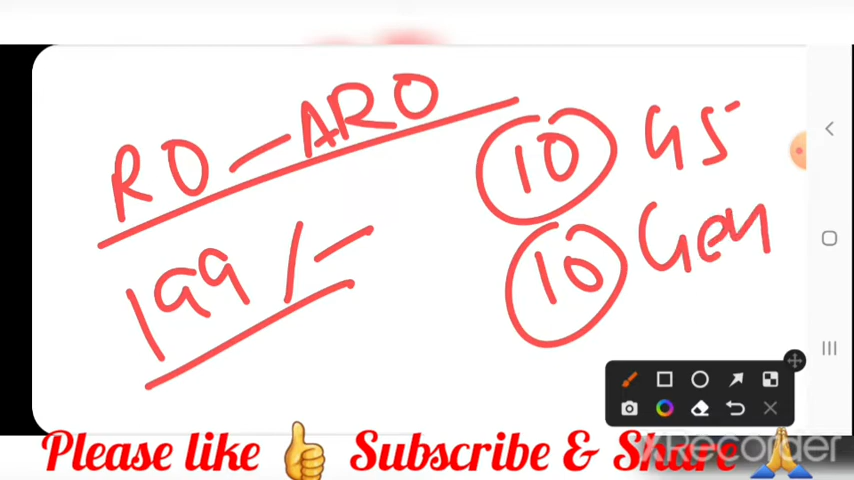 RO - ARO
199/-
10 GS
10 Gen
Please like 👍 Subscribe & Share 🙏
XRecorder